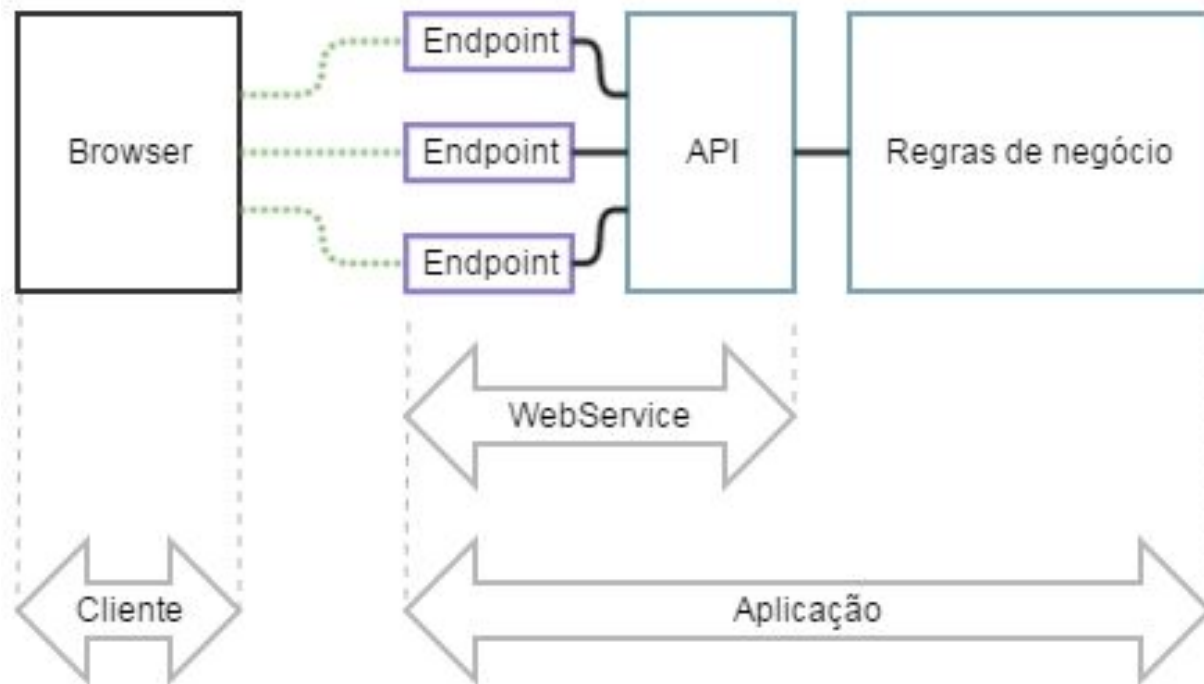 Endpoint
Browser
Endpoint
API
Regras de negócio
Endpoint
WebService
Cliente
Aplicação